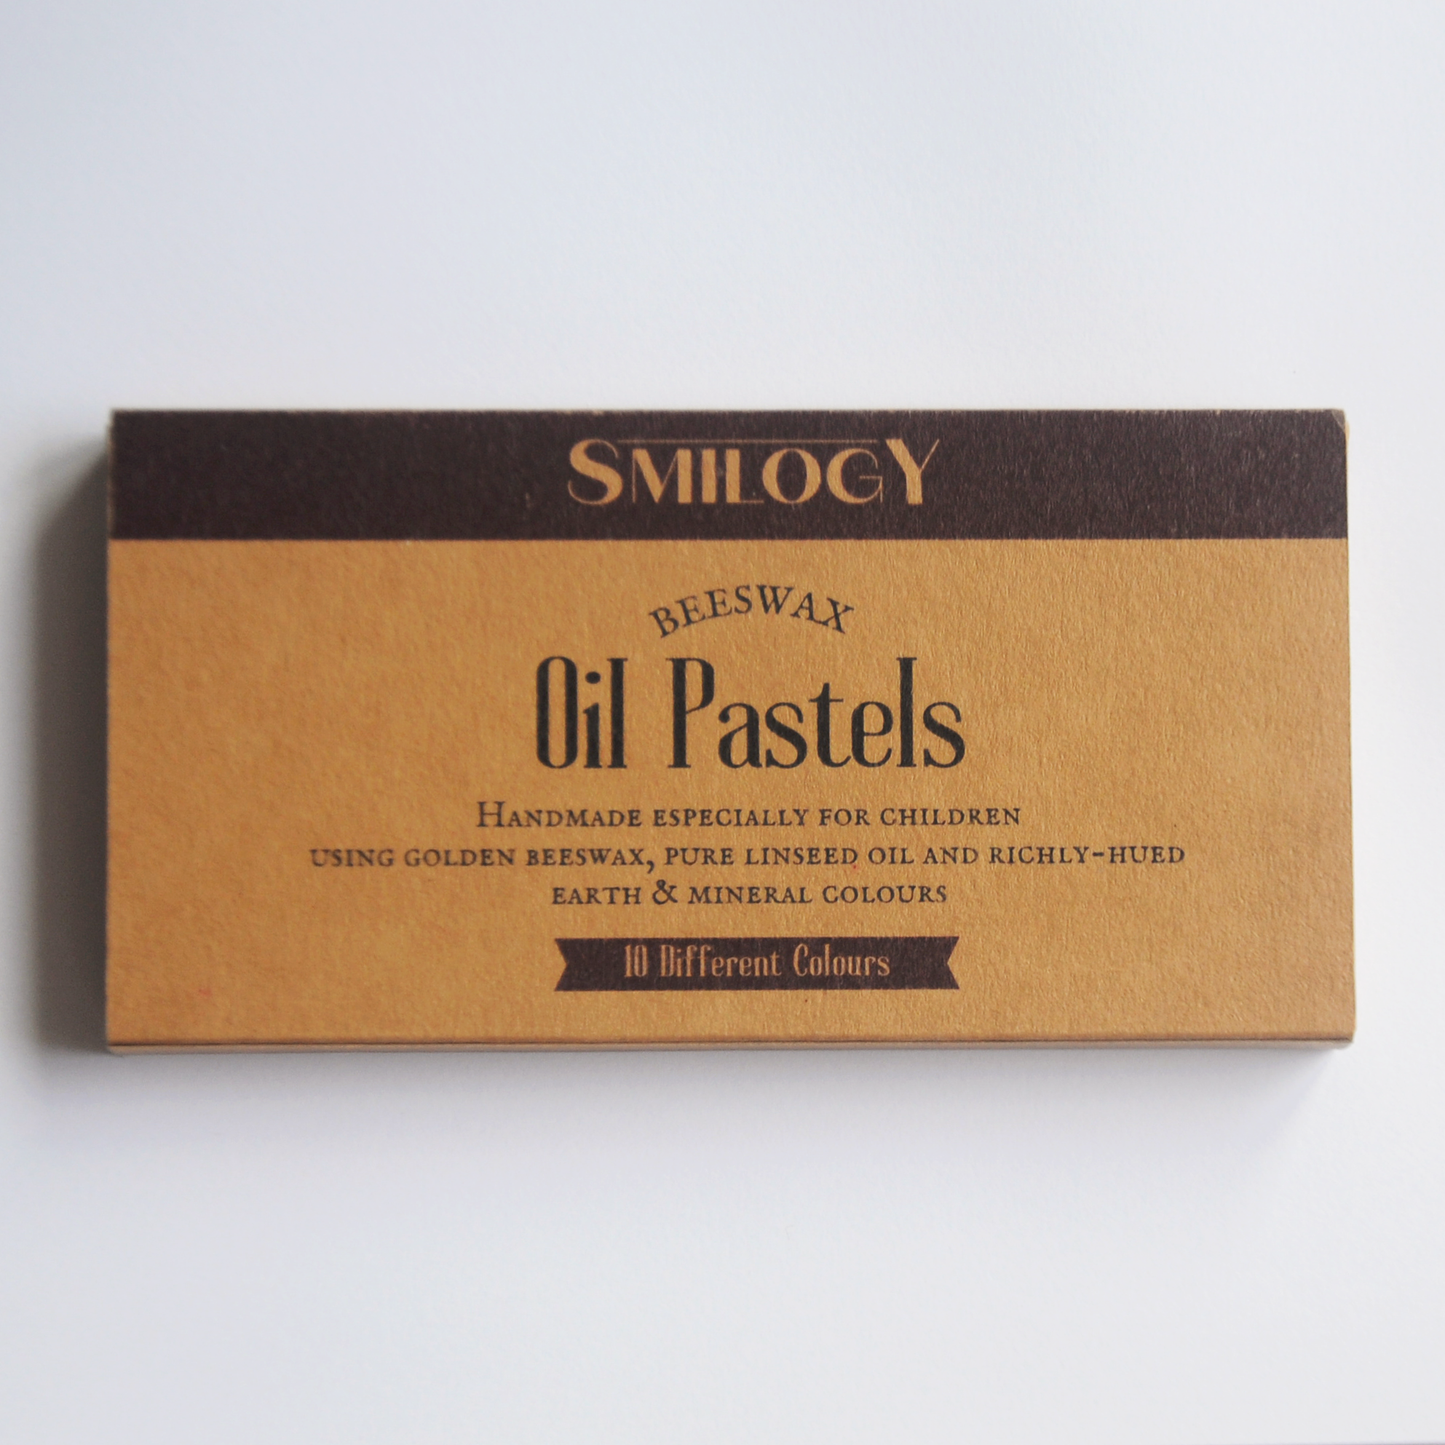 SMILOGY
BEESWAX
Oil Pastels
HANDMADE ESPECIALLY FOR CHILDREN
USING GOLDEN BEESWAX, PURE LINSEED OIL AND RICHLY-HUED
EARTH & MINERAL COLOURS
10 Different Colours